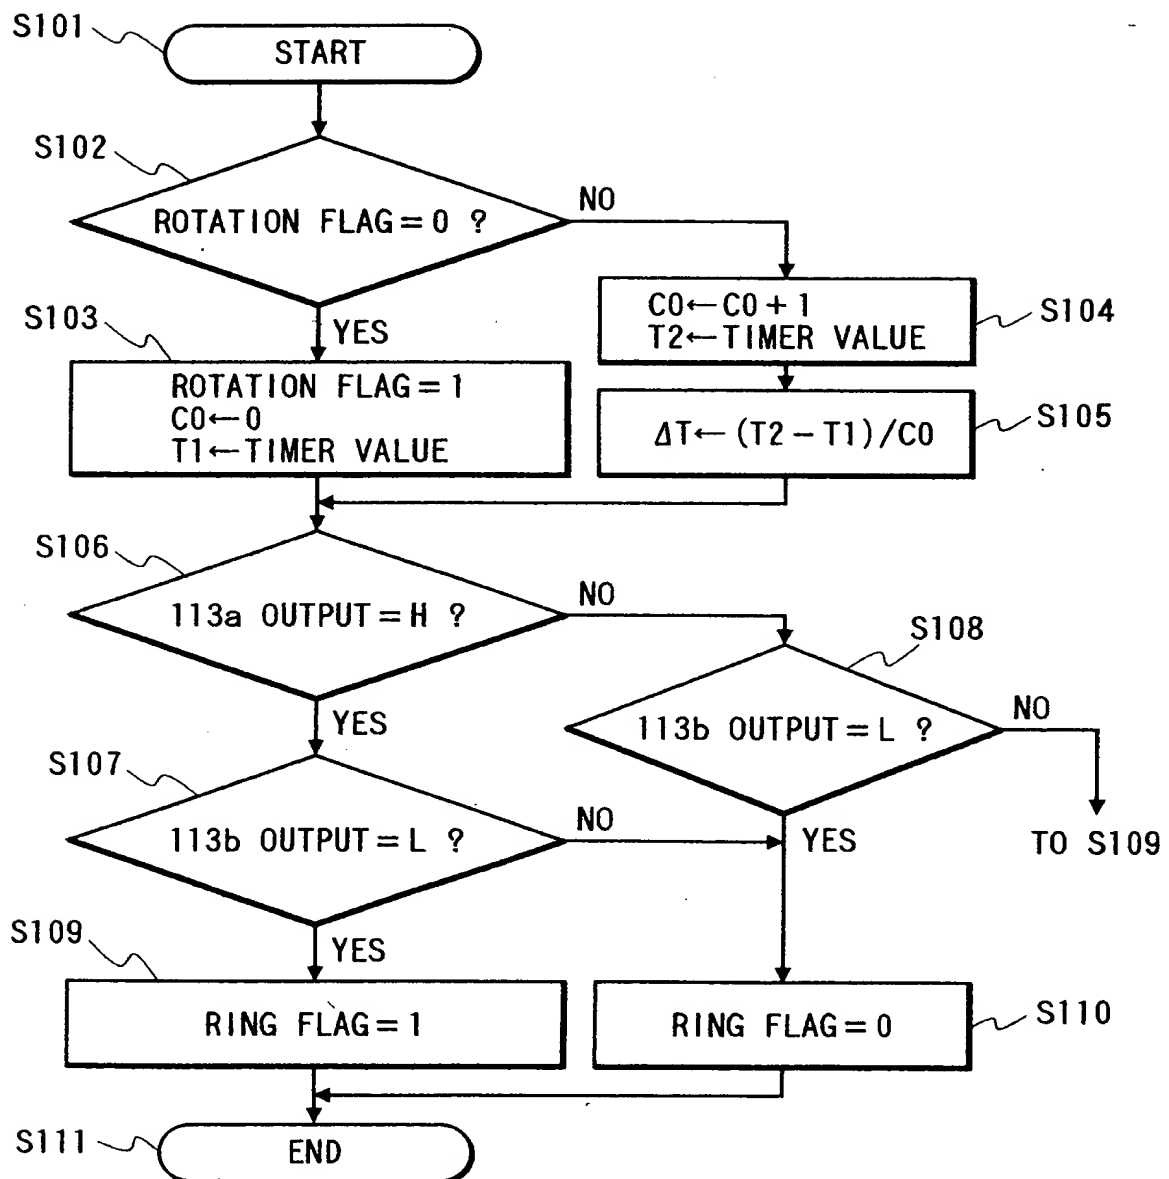 S101
START
S102
ROTATION FLAG=0 ?
NO
YES
S103
ROTATION FLAG=1
C0←0
T1←TIMER VALUE
C0←C0+1
T2←TIMER VALUE
S104
ΔT←(T2-T1)/C0
S105
S106
113a OUTPUT=H ?
NO
YES
S108
113b OUTPUT=L ?
NO
YES
TO S109
S107
113b OUTPUT=L ?
NO
YES
S109
RING FLAG=1
RING FLAG=0
S110
S111
END